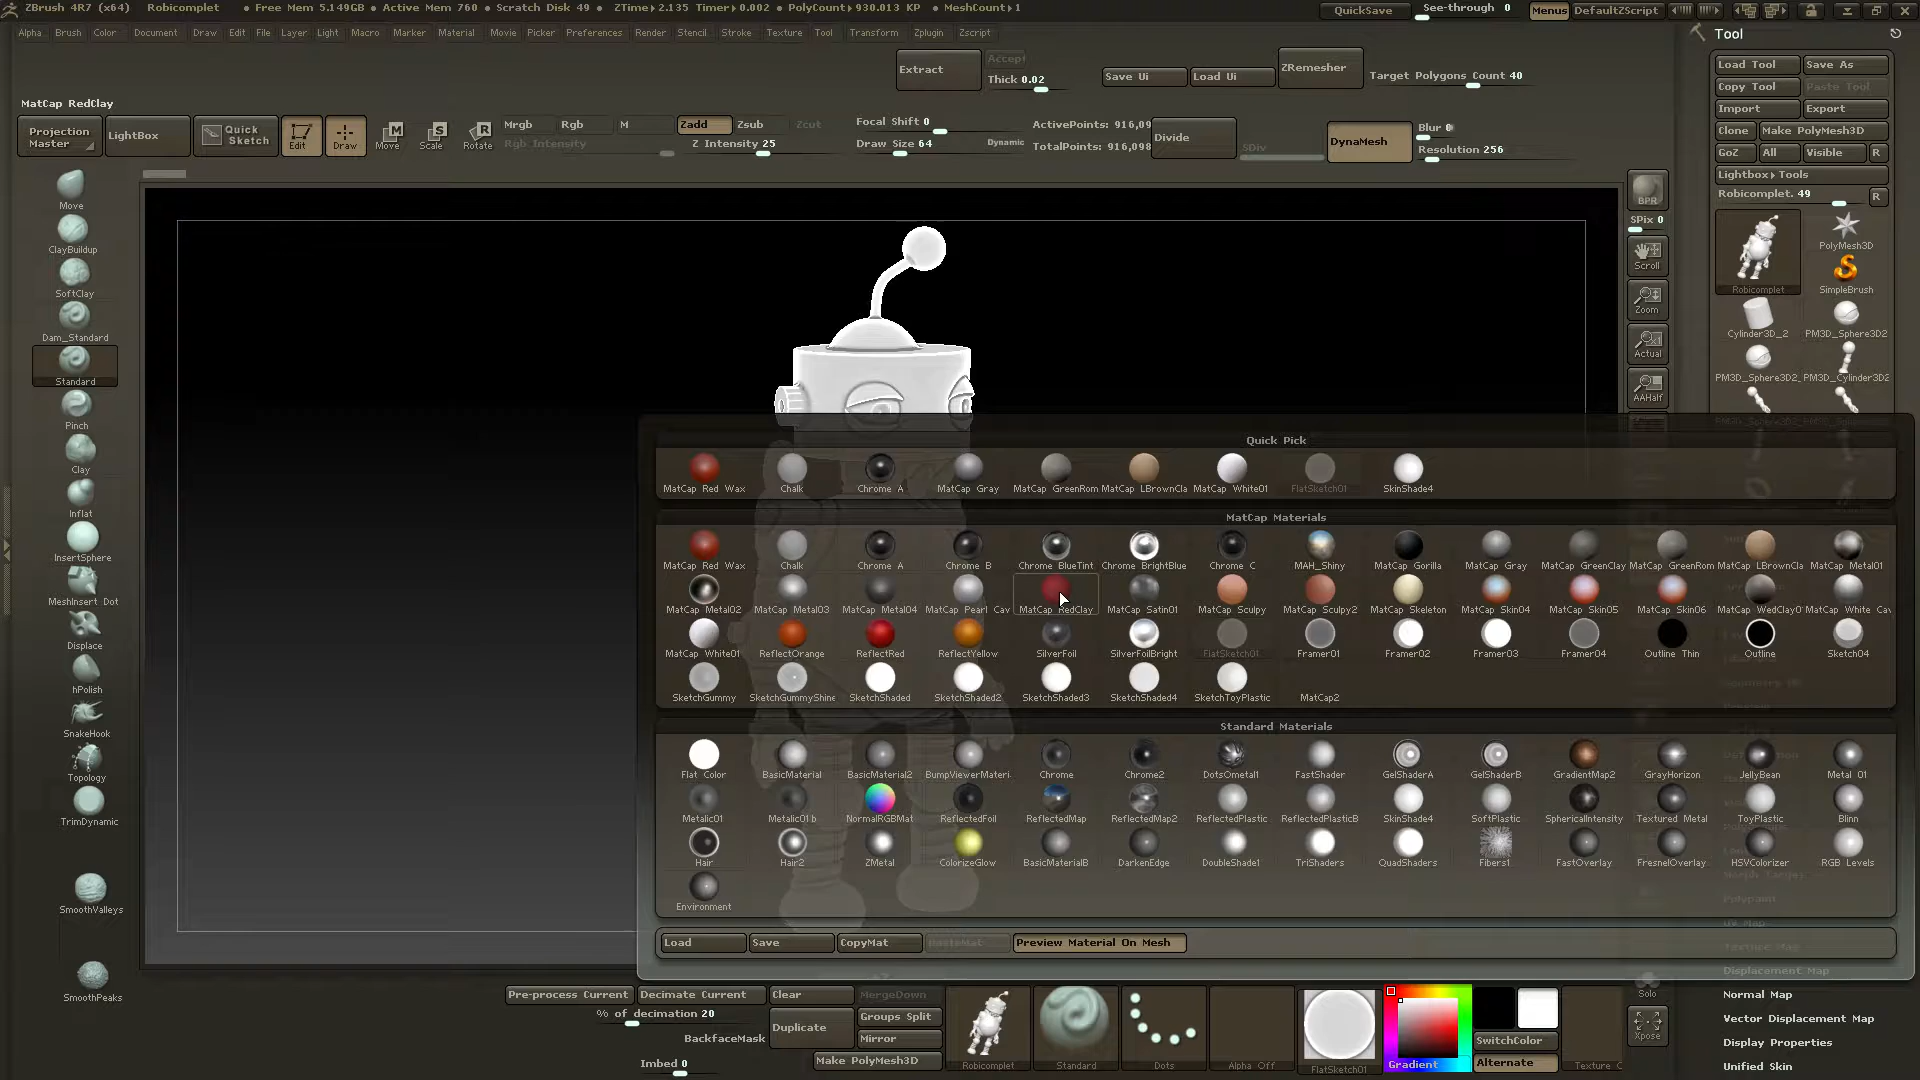 ZBrush 4R7 (x64) Robicomplet • Free Mem 5.149GB • Active Mem 760 • Scratch Disk 49 • ZTime▸2.135 Timer▸0.002 • PolyCount▸930.013 KP • MeshCount▸1 QuickSave See-through 0 Menus DefaultZScript
Alpha Brush Color Document Draw Edit File Layer Light Macro Marker Material Movie Picker Preferences Render Stencil Stroke Texture Tool Transform Zplugin Zscript
Tool
Load Tool Save As
Copy Tool Paste Tool
Import Export
Clone Make PolyMesh3D
GoZ All Visible R
Lightbox▸Tools
Robicomplet. 49 R
Extract Accept
Thick 0.02
Save Ui Load Ui ZRemesher Target Polygons Count 40
MatCap RedClay
Projection Master LightBox Quick Sketch Edit Draw Move Scale Rotate
Mrgb Rgb M Zadd Zsub Zcut
Rgb Intensity Z Intensity 25
Focal Shift 0
Draw Size 64 Dynamic
ActivePoints: 916,09
TotalPoints: 916,098
Divide SDiv DynaMesh
Blur 0
Resolution 256
Move
ClayBuildup
SoftClay
Dam_Standard
Standard
Pinch
Clay
Inflat
InsertSphere
MeshInsert Dot
Displace
hPolish
SnakeHook
Topology
TrimDynamic
SmoothValleys
SmoothPeaks
BPR
SPix 0
Scroll
Zoom
Actual
AAHalf
Robicomplet PolyMesh3D
SimpleBrush
Cylinder3D_2 PM3D_Sphere3D2
PM3D_Sphere3D2_ PM3D_Cylinder3D2
Quick Pick
MatCap Red Wax Chalk Chrome A MatCap Gray MatCap GreenRom MatCap LBrownCla MatCap White01 FlatSketch01 SkinShade4
MatCap Materials
MatCap Red Wax Chalk Chrome A Chrome B Chrome BlueTint Chrome BrightBlue Chrome C MAH_Shiny MatCap Gorilla MatCap Gray MatCap GreenClay MatCap GreenRom MatCap LBrownCla MatCap Metal01
MatCap Metal02 MatCap Metal03 MatCap Metal04 MatCap Pearl Cav MatCap RedClay MatCap Satin01 MatCap Sculpy MatCap Sculpy2 MatCap Skeleton MatCap Skin04 MatCap Skin05 MatCap Skin06 MatCap WedClay0 MatCap White Cav
MatCap White01 ReflectOrange ReflectRed ReflectYellow SilverFoil SilverFoilBright FlatSketch01 Framer01 Framer02 Framer03 Framer04 Outline Thin Outline Sketch04
SketchGummy SketchGummyShine SketchShaded SketchShaded2 SketchShaded3 SketchShaded4 SketchToyPlastic MatCap2
Standard Materials
Flat Color BasicMaterial BasicMaterial2 BumpViewerMateri Chrome Chrome2 DotsOmetal1 FastShader GelShaderA GelShaderB GradientMap2 GrayHorizon JellyBean Metal 01
Metalic01 Metalic01 b NormalRGBMat ReflectedFoil ReflectedMap ReflectedMap2 ReflectedPlastic ReflectedPlasticB SkinShade4 SoftPlastic SphericalIntensity Textured Metal ToyPlastic Blinn
Hair Hair2 ZMetal ColorizeGlow BasicMaterialB DarkenEdge DoubleShade1 TriShaders QuadShaders Fibers1 FastOverlay FresnelOverlay HSVColorizer RGB Levels
Environment
Load Save CopyMat PasteMat Preview Material On Mesh
Pre-process Current Decimate Current Clear MergeDown
% of decimation 20 Duplicate Groups Split
BackfaceMask Mirror
Imbed 0 Make PolyMesh3D
Robicomplet Standard Dots Alpha Off FlatSketch01 Gradient SwitchColor
Alternate
Solo
Xpose
Displacement Map
Normal Map
Vector Displacement Map
Display Properties
Unified Skin